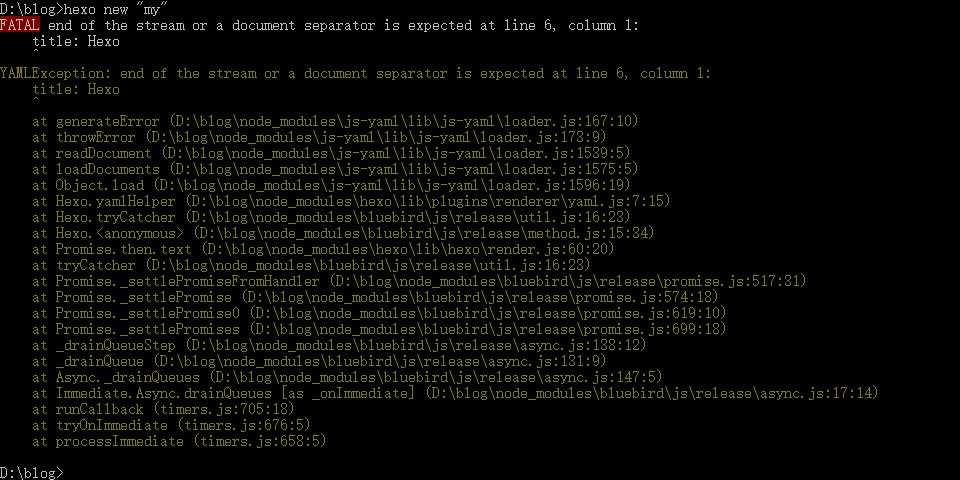 D:\blog>hexo new "my"
FATAL end of the stream or a document separator is expected at line 6, column 1:
    title: Hexo
    ^
YAMLException: end of the stream or a document separator is expected at line 6, column 1:
    title: Hexo
    ^
    at generateError (D:\blog\node_modules\js-yaml\lib\js-yaml\loader.js:167:10)
    at throwError (D:\blog\node_modules\js-yaml\lib\js-yaml\loader.js:173:9)
    at readDocument (D:\blog\node_modules\js-yaml\lib\js-yaml\loader.js:1539:5)
    at loadDocuments (D:\blog\node_modules\js-yaml\lib\js-yaml\loader.js:1575:5)
    at Object.load (D:\blog\node_modules\js-yaml\lib\js-yaml\loader.js:1596:19)
    at Hexo.yamlHelper (D:\blog\node_modules\hexo\lib\plugins\renderer\yaml.js:7:15)
    at Hexo.tryCatcher (D:\blog\node_modules\bluebird\js\release\util.js:16:23)
    at Hexo.<anonymous> (D:\blog\node_modules\bluebird\js\release\method.js:15:34)
    at Promise.then.text (D:\blog\node_modules\hexo\lib\hexo\render.js:60:20)
    at tryCatcher (D:\blog\node_modules\bluebird\js\release\util.js:16:23)
    at Promise._settlePromiseFromHandler (D:\blog\node_modules\bluebird\js\release\promise.js:517:31)
    at Promise._settlePromise (D:\blog\node_modules\bluebird\js\release\promise.js:574:18)
    at Promise._settlePromise0 (D:\blog\node_modules\bluebird\js\release\promise.js:619:10)
    at Promise._settlePromises (D:\blog\node_modules\bluebird\js\release\promise.js:699:18)
    at _drainQueueStep (D:\blog\node_modules\bluebird\js\release\async.js:138:12)
    at _drainQueue (D:\blog\node_modules\bluebird\js\release\async.js:131:9)
    at Async._drainQueues (D:\blog\node_modules\bluebird\js\release\async.js:147:5)
    at Immediate.Async.drainQueues [as _onImmediate] (D:\blog\node_modules\bluebird\js\release\async.js:17:14)
    at runCallback (timers.js:705:18)
    at tryOnImmediate (timers.js:676:5)
    at processImmediate (timers.js:658:5)
D:\blog>